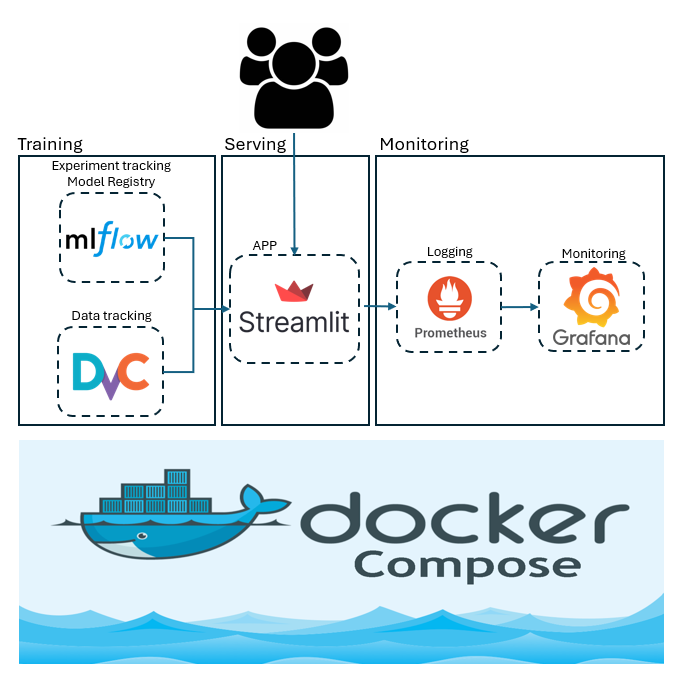 Training
Serving
Monitoring
Experiment tracking
Model Registry
mlflow
Data tracking
DVC
APP
Streamlit
Logging
Prometheus
Monitoring
Grafana
docker
Compose